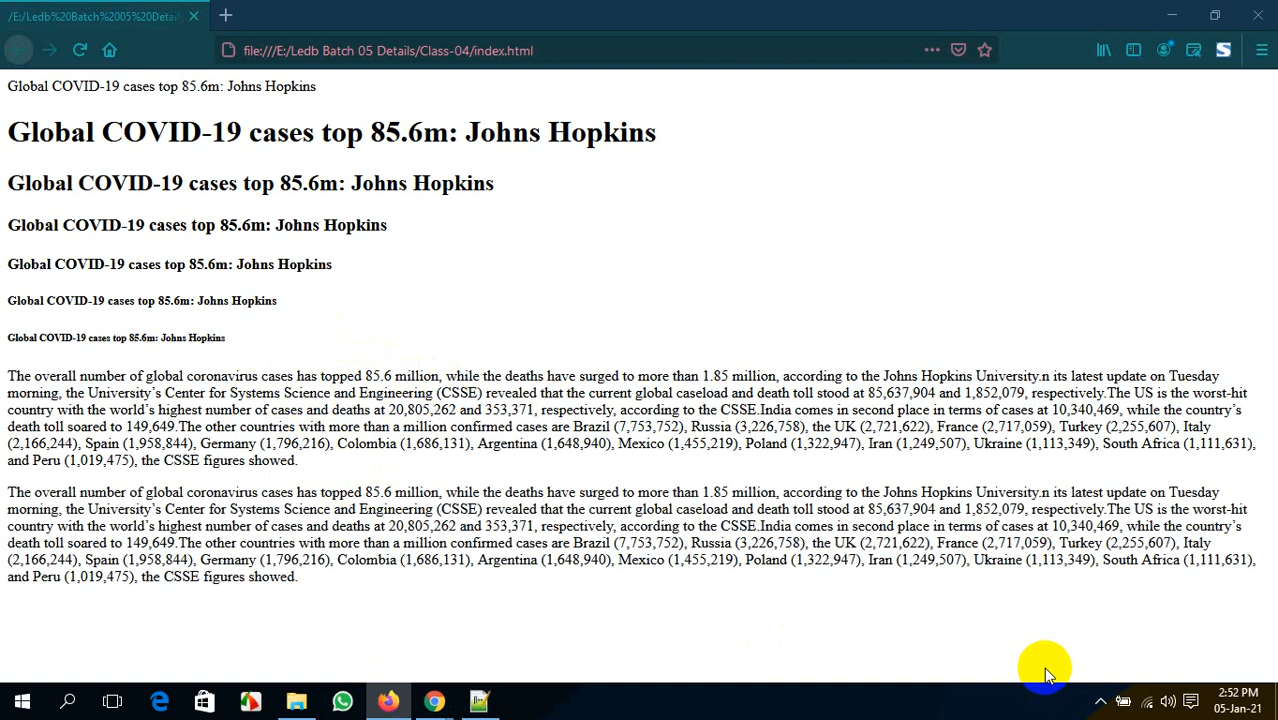 /E:/Ledb%20Batch%2005%20Detai
file:///E:/Ledb Batch 05 Details/Class-04/index.html
Global COVID-19 cases top 85.6m: Johns Hopkins
Global COVID-19 cases top 85.6m: Johns Hopkins
Global COVID-19 cases top 85.6m: Johns Hopkins
Global COVID-19 cases top 85.6m: Johns Hopkins
Global COVID-19 cases top 85.6m: Johns Hopkins
Global COVID-19 cases top 85.6m: Johns Hopkins
Global COVID-19 cases top 85.6m: Johns Hopkins
The overall number of global coronavirus cases has topped 85.6 million, while the deaths have surged to more than 1.85 million, according to the Johns Hopkins University.n its latest update on Tuesday
morning, the University’s Center for Systems Science and Engineering (CSSE) revealed that the current global caseload and death toll stood at 85,637,904 and 1,852,079, respectively.The US is the worst-hit
country with the world’s highest number of cases and deaths at 20,805,262 and 353,371, respectively, according to the CSSE.India comes in second place in terms of cases at 10,340,469, while the country’s
death toll soared to 149,649.The other countries with more than a million confirmed cases are Brazil (7,753,752), Russia (3,226,758), the UK (2,721,622), France (2,717,059), Turkey (2,255,607), Italy
(2,166,244), Spain (1,958,844), Germany (1,796,216), Colombia (1,686,131), Argentina (1,648,940), Mexico (1,455,219), Poland (1,322,947), Iran (1,249,507), Ukraine (1,113,349), South Africa (1,111,631),
and Peru (1,019,475), the CSSE figures showed.
The overall number of global coronavirus cases has topped 85.6 million, while the deaths have surged to more than 1.85 million, according to the Johns Hopkins University.n its latest update on Tuesday
morning, the University’s Center for Systems Science and Engineering (CSSE) revealed that the current global caseload and death toll stood at 85,637,904 and 1,852,079, respectively.The US is the worst-hit
country with the world’s highest number of cases and deaths at 20,805,262 and 353,371, respectively, according to the CSSE.India comes in second place in terms of cases at 10,340,469, while the country’s
death toll soared to 149,649.The other countries with more than a million confirmed cases are Brazil (7,753,752), Russia (3,226,758), the UK (2,721,622), France (2,717,059), Turkey (2,255,607), Italy
(2,166,244), Spain (1,958,844), Germany (1,796,216), Colombia (1,686,131), Argentina (1,648,940), Mexico (1,455,219), Poland (1,322,947), Iran (1,249,507), Ukraine (1,113,349), South Africa (1,111,631),
and Peru (1,019,475), the CSSE figures showed.
2:52 PM
05-Jan-21